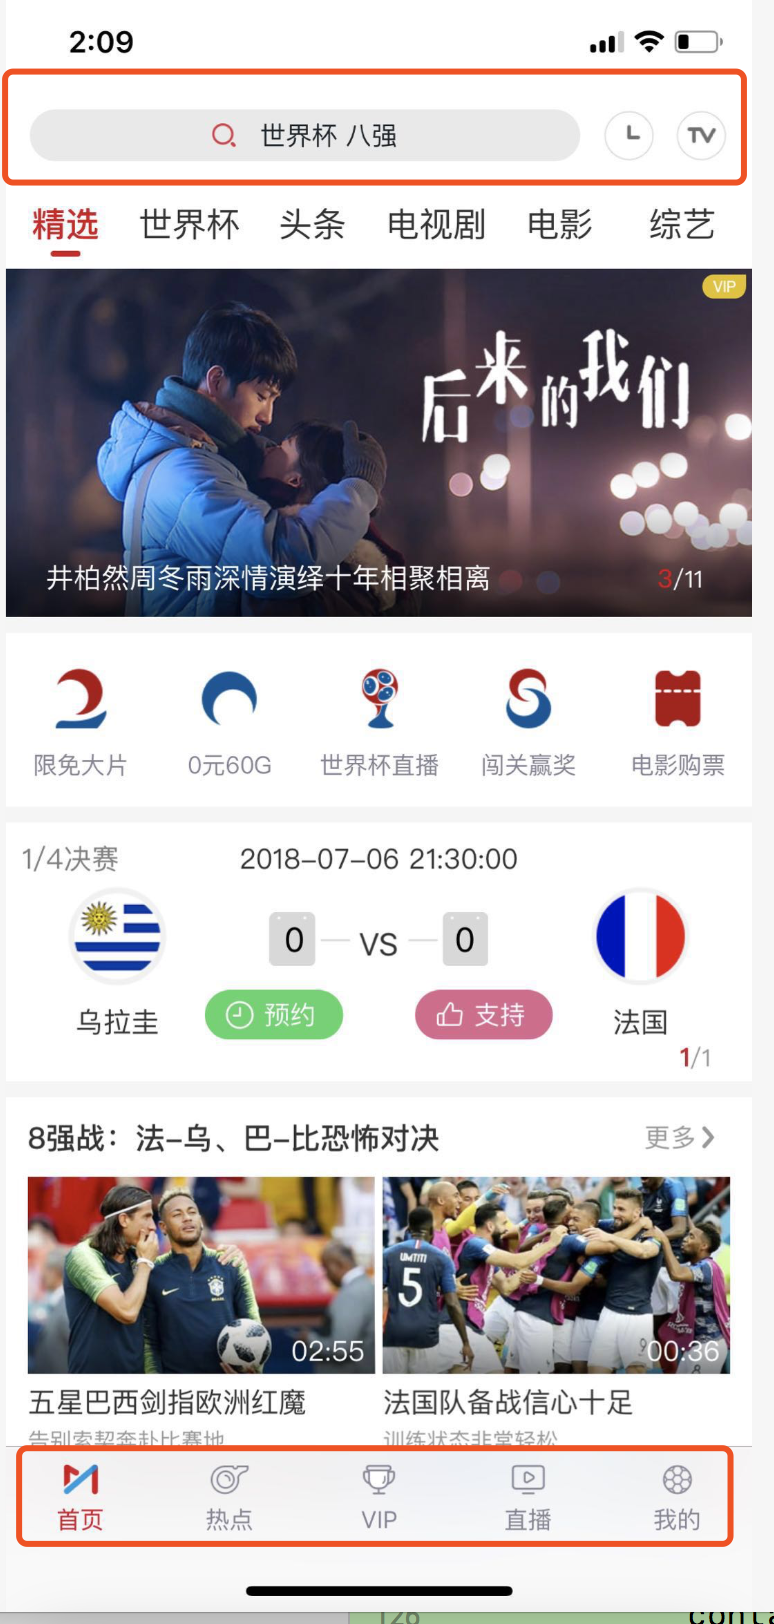 2:09
世界杯 八强
TV
精选 世界杯 头条 电视剧 电影 综艺
VIP
后来的我们
井柏然周冬雨深情演绎十年相聚相离 3/11
限免大片 0元60G 世界杯直播 闯关赢奖 电影购票
1/4决赛 2018-07-06 21:30:00
0 VS 0
预约 支持
乌拉圭 法国
1/1
8强战：法-乌、巴-比恐怖对决 更多
UMTITI
5
02:55 00:36
五星巴西剑指欧洲红魔 法国队备战信心十足
告别索契奔赴比赛地 训练状态非常轻松
首页 热点 VIP 直播 我的
126